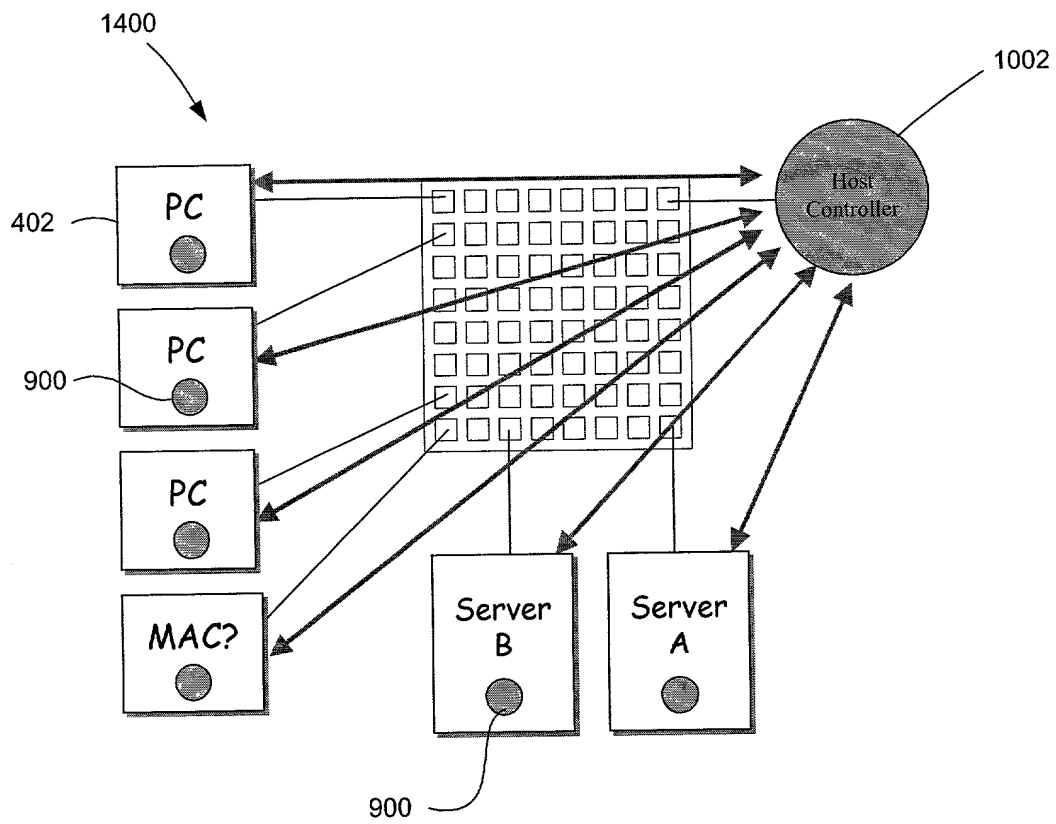 1400
1002
PC
402
Host
Controller
PC
900
PC
MAC?
Server
B
Server
A
900